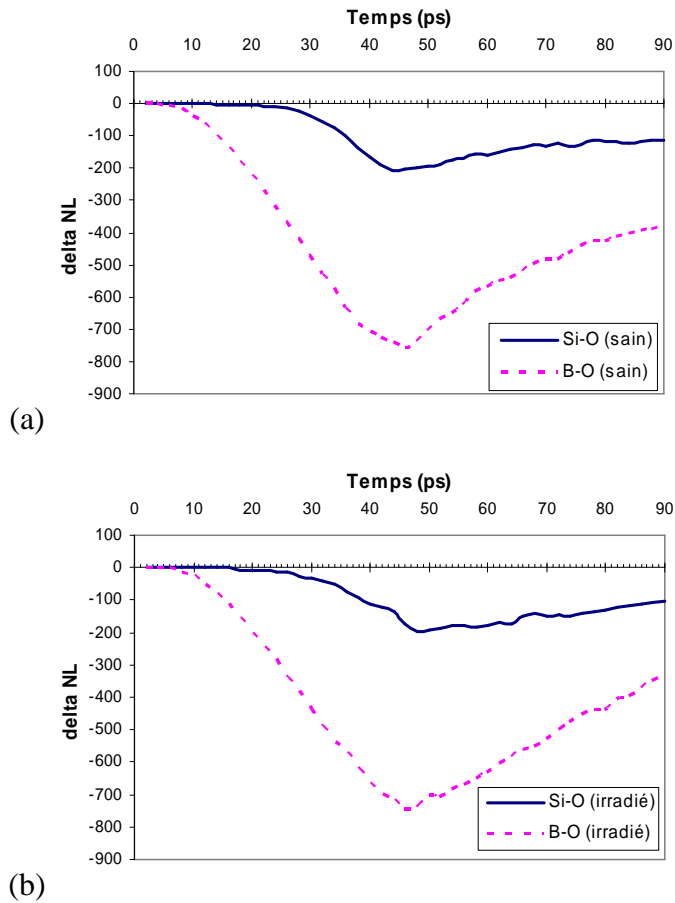 Temps (ps)
0 10 20 30 40 50 60 70 80 90
100
0
-100
-200
-300
-400
-500
-600
-700
-800
-900
delta NL
Si-O (sain)
B-O (sain)
(a)
Temps (ps)
0 10 20 30 40 50 60 70 80 90
100
0
-100
-200
-300
-400
-500
-600
-700
-800
-900
delta NL
Si-O (irradié)
B-O (irradié)
(b)